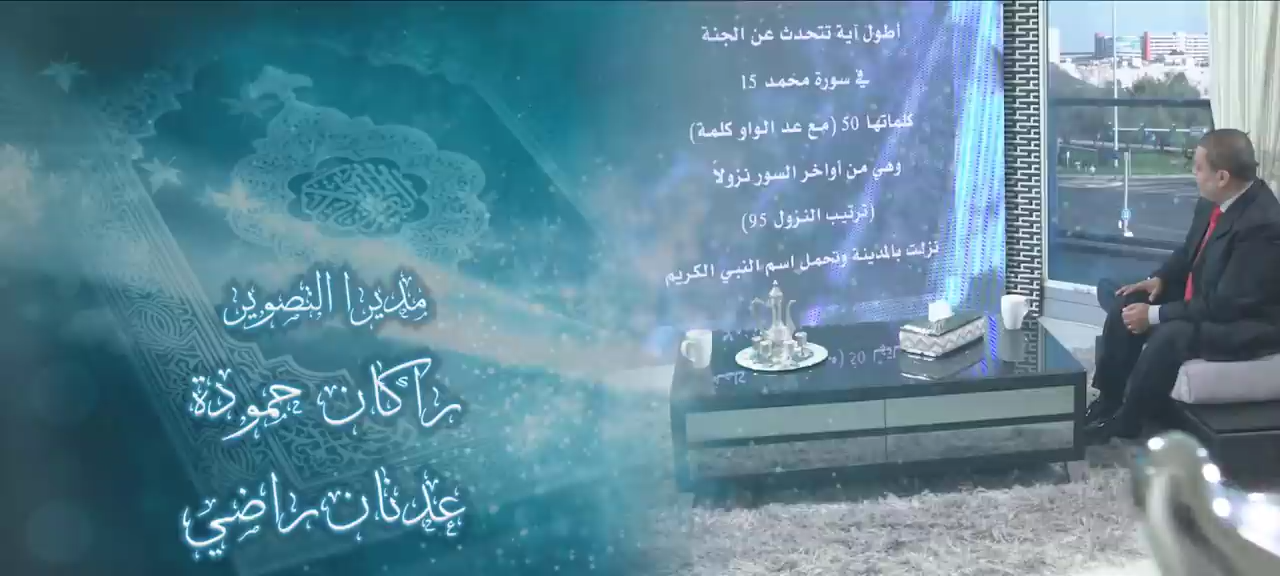 أطول آية تتحدث عن الجنة
في سورة محمد 15
كلماتها 50 (مع عد الواو كلمة)
وهي من أواخر السور نزولاً
(ترتيب النزول 95)
نزلت بالمدينة وتحمل اسم النبي الكريم
مديرا التصوير
راكان حمودة
عدنان راضي